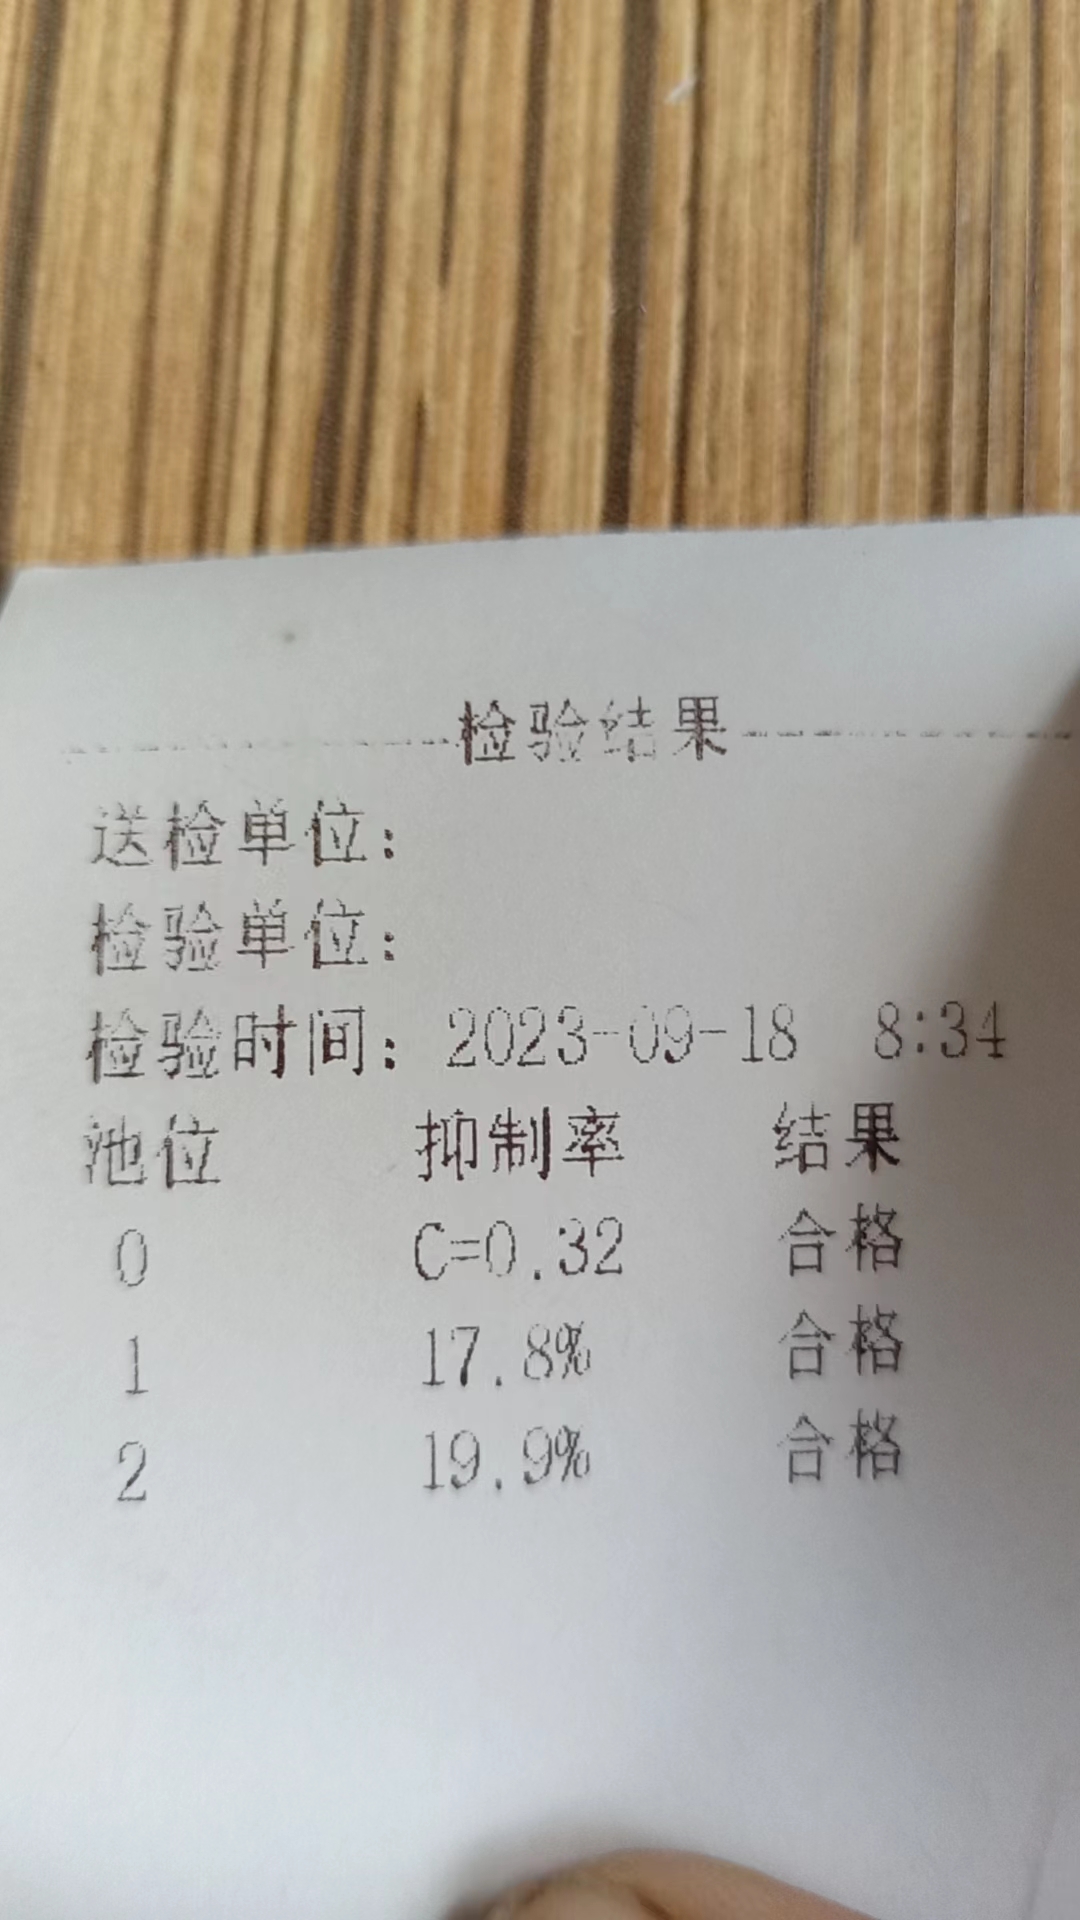 检验结果
送检单位:
检验单位:
检验时间: 2023-09-18 8:34
池位 抑制率 结果
0 C=0.32 合格
1 17.8% 合格
2 19.9% 合格